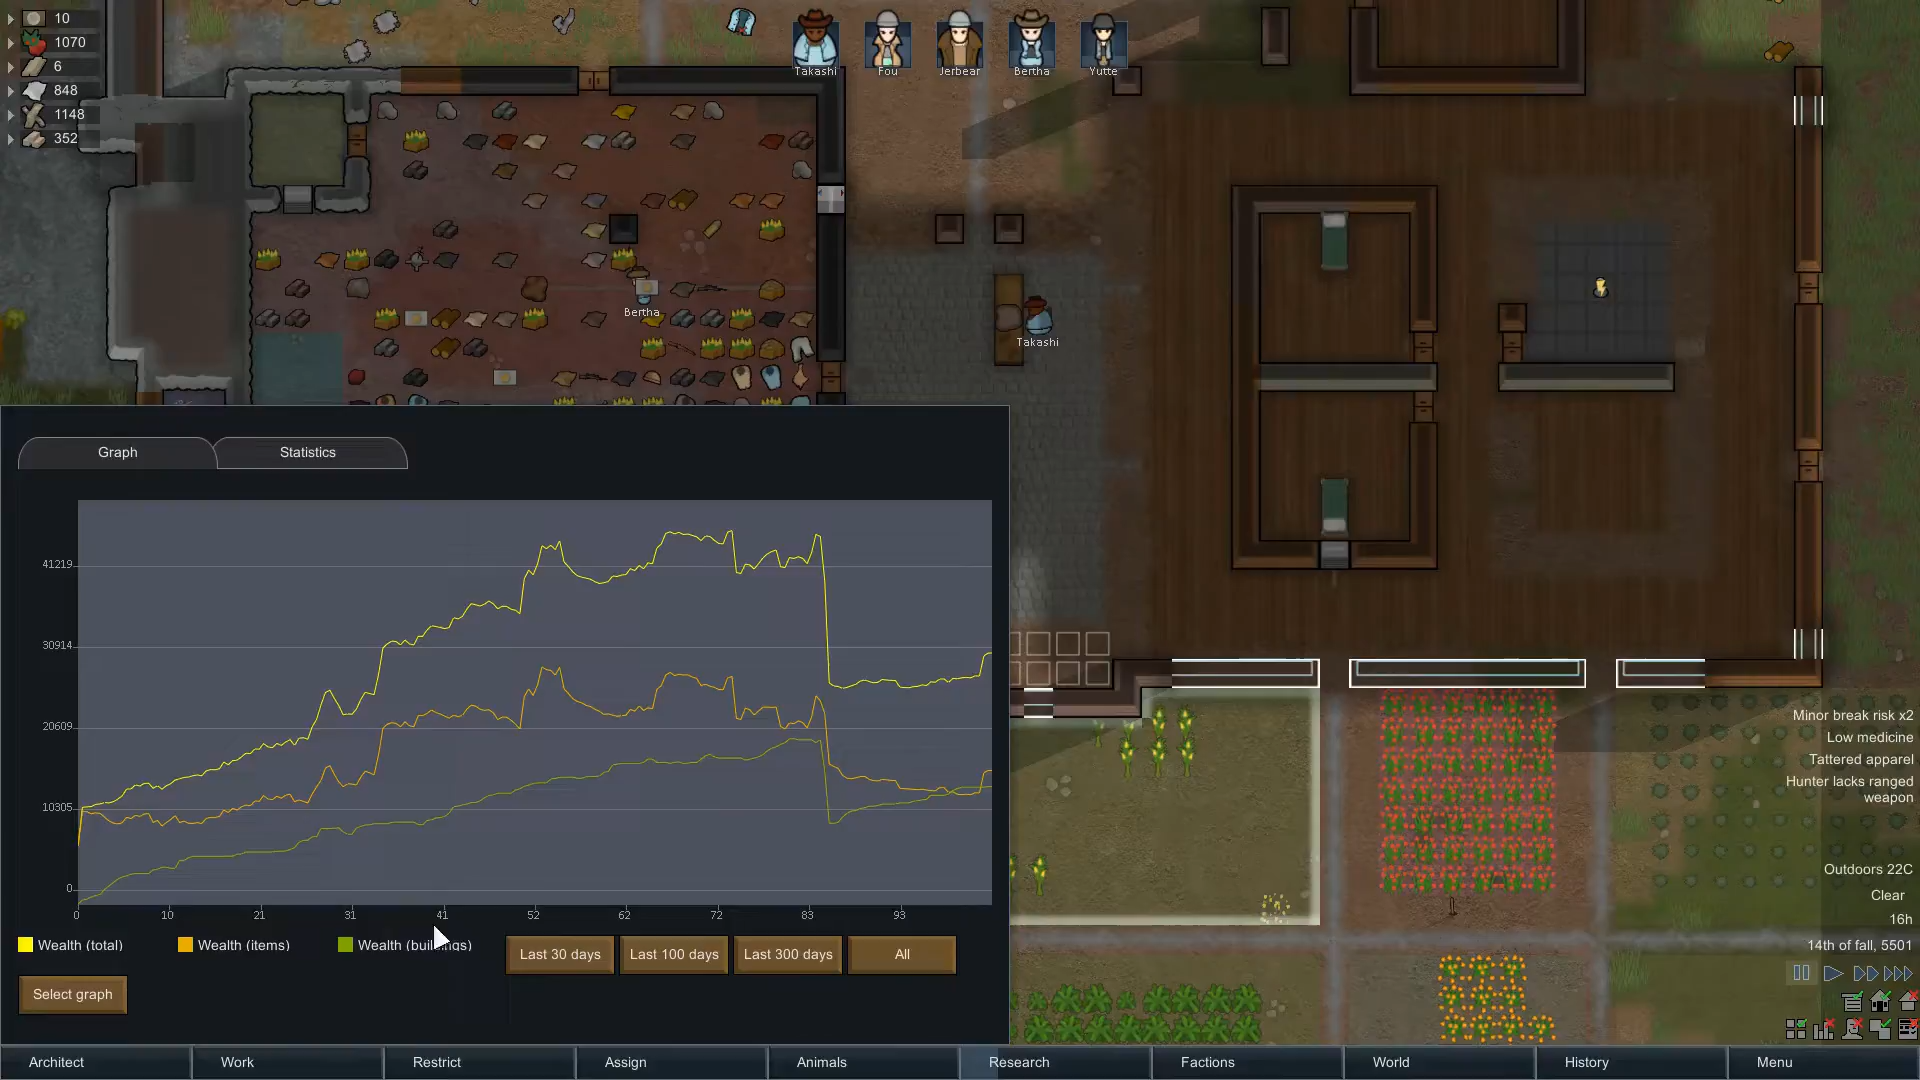 10
1070
6
848
1148
352
Takashi
Fou
Jerbear
Bertha
Yutte
Bertha
Takashi
Graph
Statistics
41219
30914
20609
10305
0
0 10 21 31 41 52 62 72 83 93
Wealth (total)
Wealth (items)
Wealth (buildings)
Last 30 days
Last 100 days
Last 300 days
All
Select graph
Minor break risk x2
Low medicine
Tattered apparel
Hunter lacks ranged
weapon
Outdoors 22C
Clear
16h
14th of fall, 5501
Architect
Work
Restrict
Assign
Animals
Research
Factions
World
History
Menu